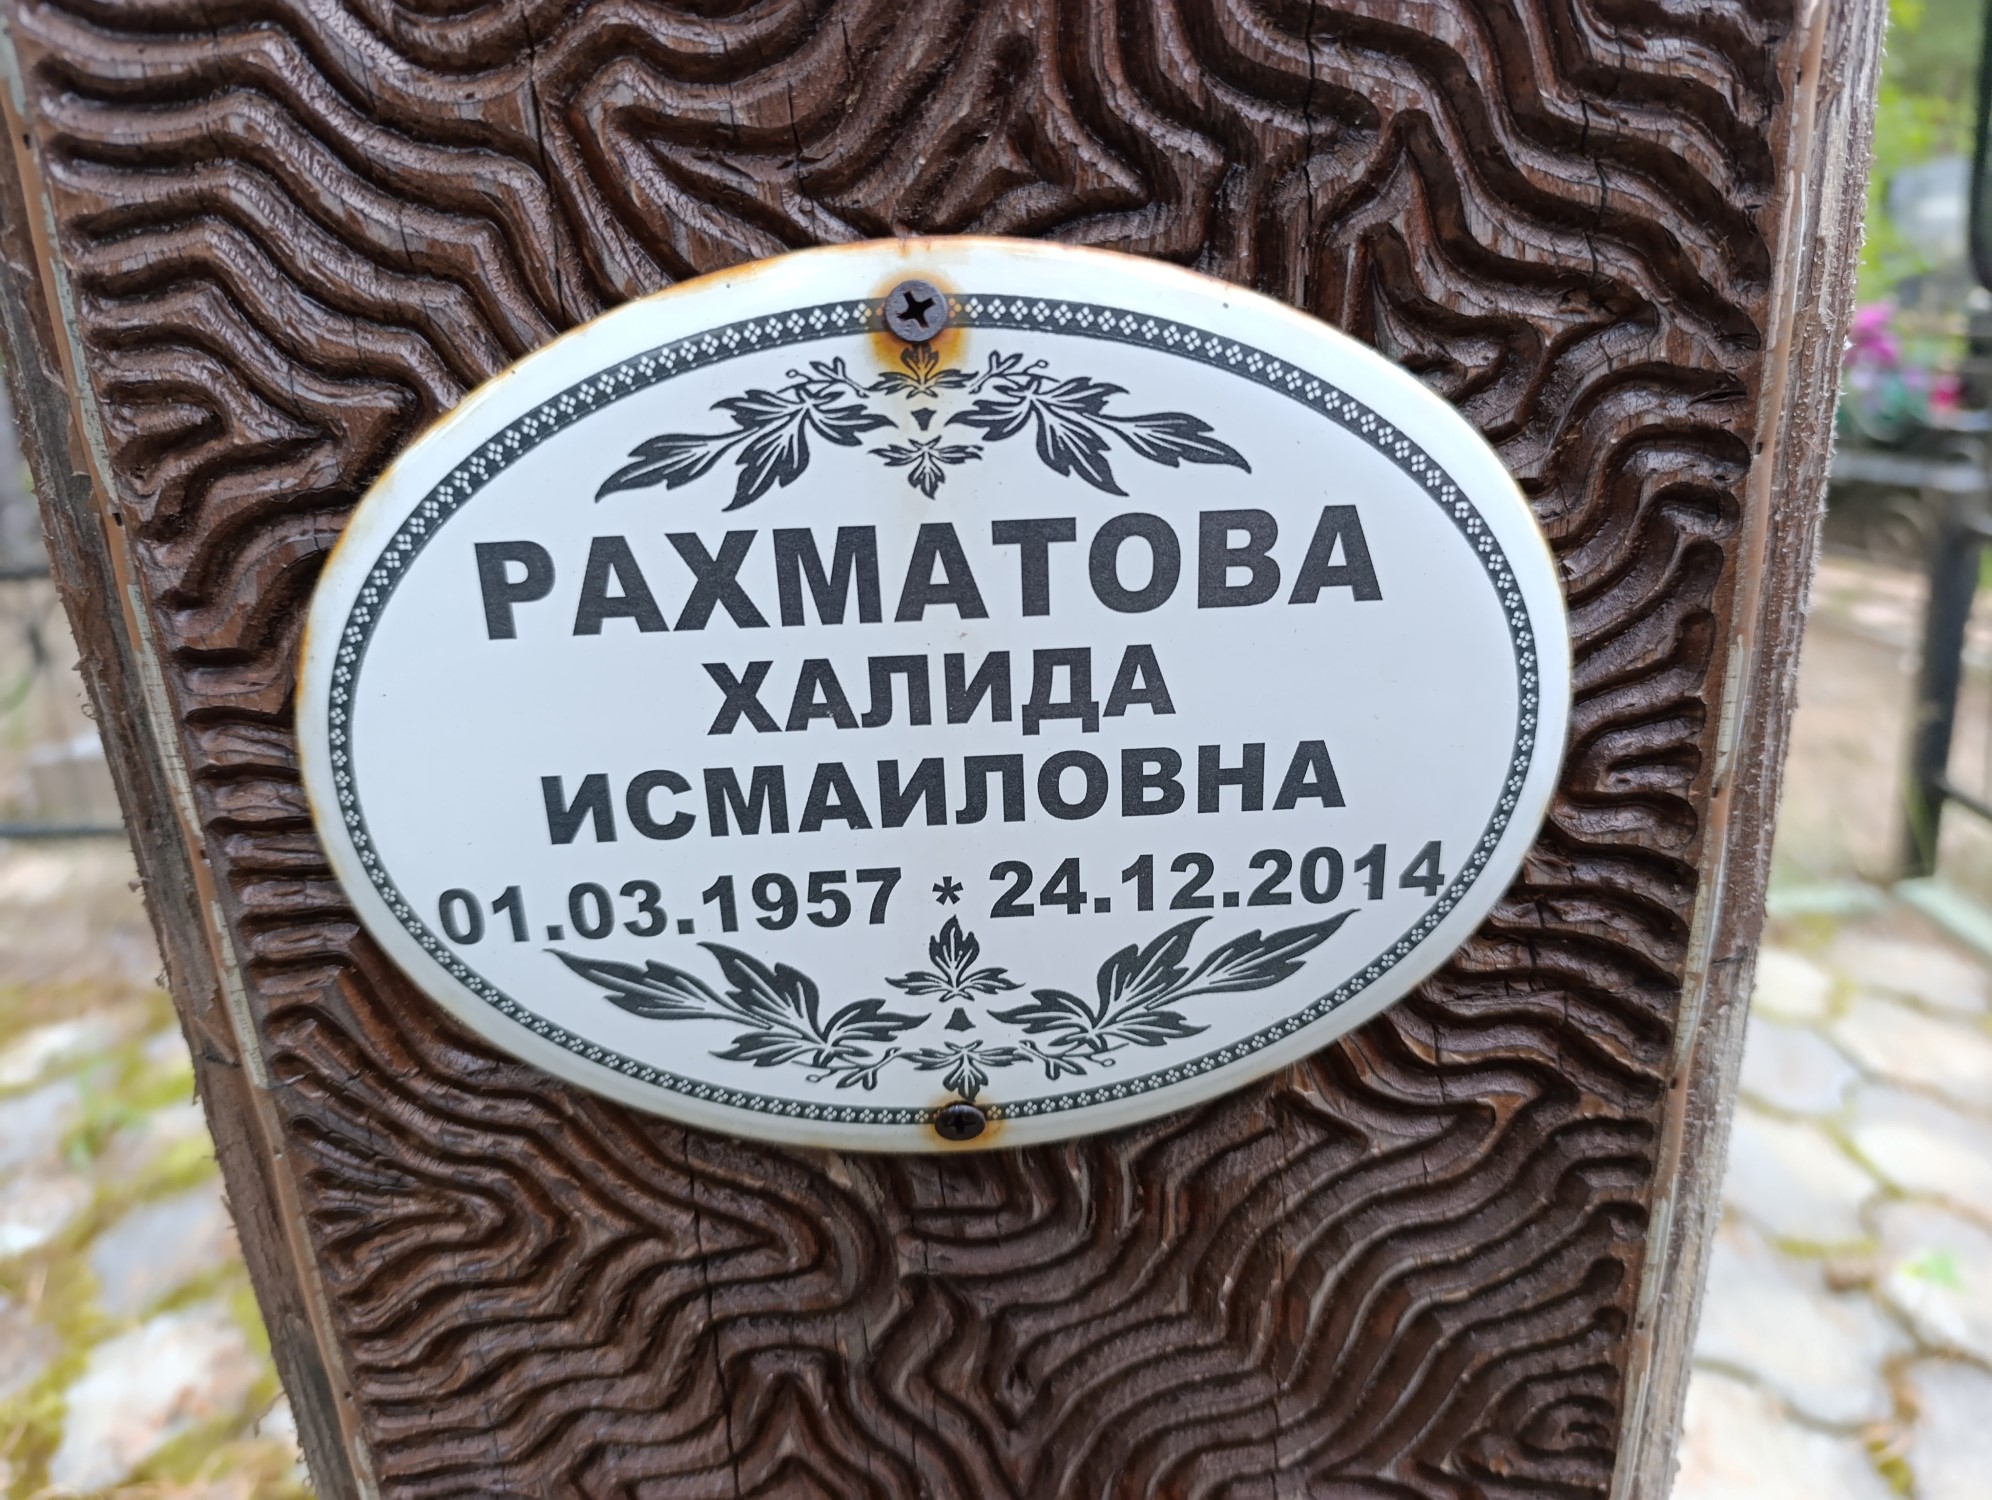 РАХМАТОВА
ХАЛИДА
ИСМАИЛОВНА
01.03.1957 * 24.12.2014